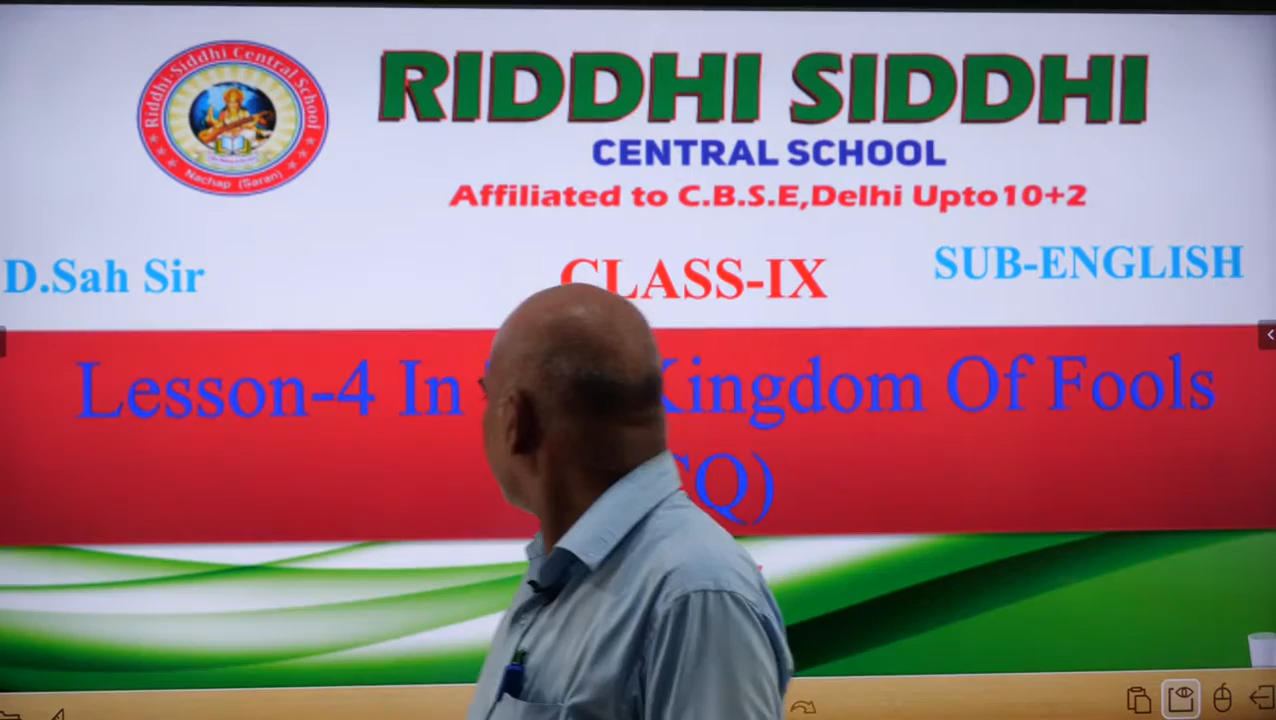 Riddhi-Siddhi Central School
Nachap (Saran)
RIDDHI SIDDHI
CENTRAL SCHOOL
Affiliated to C.B.S.E,Delhi Upto10+2
D.Sah Sir
CLASS-IX
SUB-ENGLISH
Lesson-4 In Kingdom Of Fools
Q)